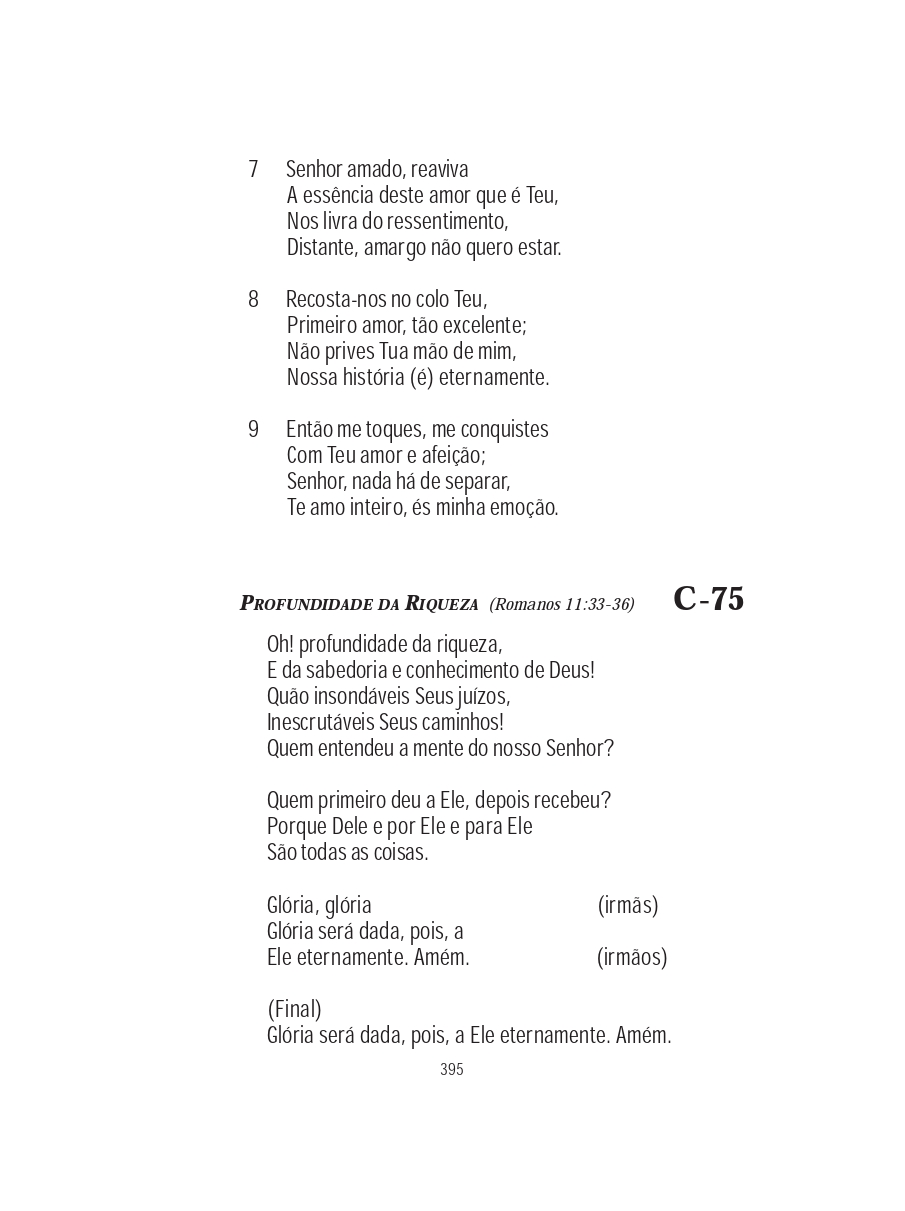 7 Senhor amado, reaviva
A essência deste amor que é Teu,
Nos livra do ressentimento,
Distante, amargo não quero estar.
8 Recosta-nos no colo Teu,
Primeiro amor, tão excelente;
Não prives Tua mão de mim,
Nossa história (é) eternamente.
9 Então me toques, me conquistes
Com Teu amor e afeição;
Senhor, nada há de separar,
Te amo inteiro, és minha emoção.
PROFUNDIDADE DA RIQUEZA (Romanos 11:33-36) C-75
Oh! profundidade da riqueza,
E da sabedoria e conhecimento de Deus!
Quão insondáveis Seus juízos,
Inescrutáveis Seus caminhos!
Quem entendeu a mente do nosso Senhor?
Quem primeiro deu a Ele, depois recebeu?
Porque Dele e por Ele e para Ele
São todas as coisas.
Glória, glória (irmãs)
Glória será dada, pois, a
Ele eternamente. Amém. (irmãos)
(Final)
Glória será dada, pois, a Ele eternamente. Amém.
395